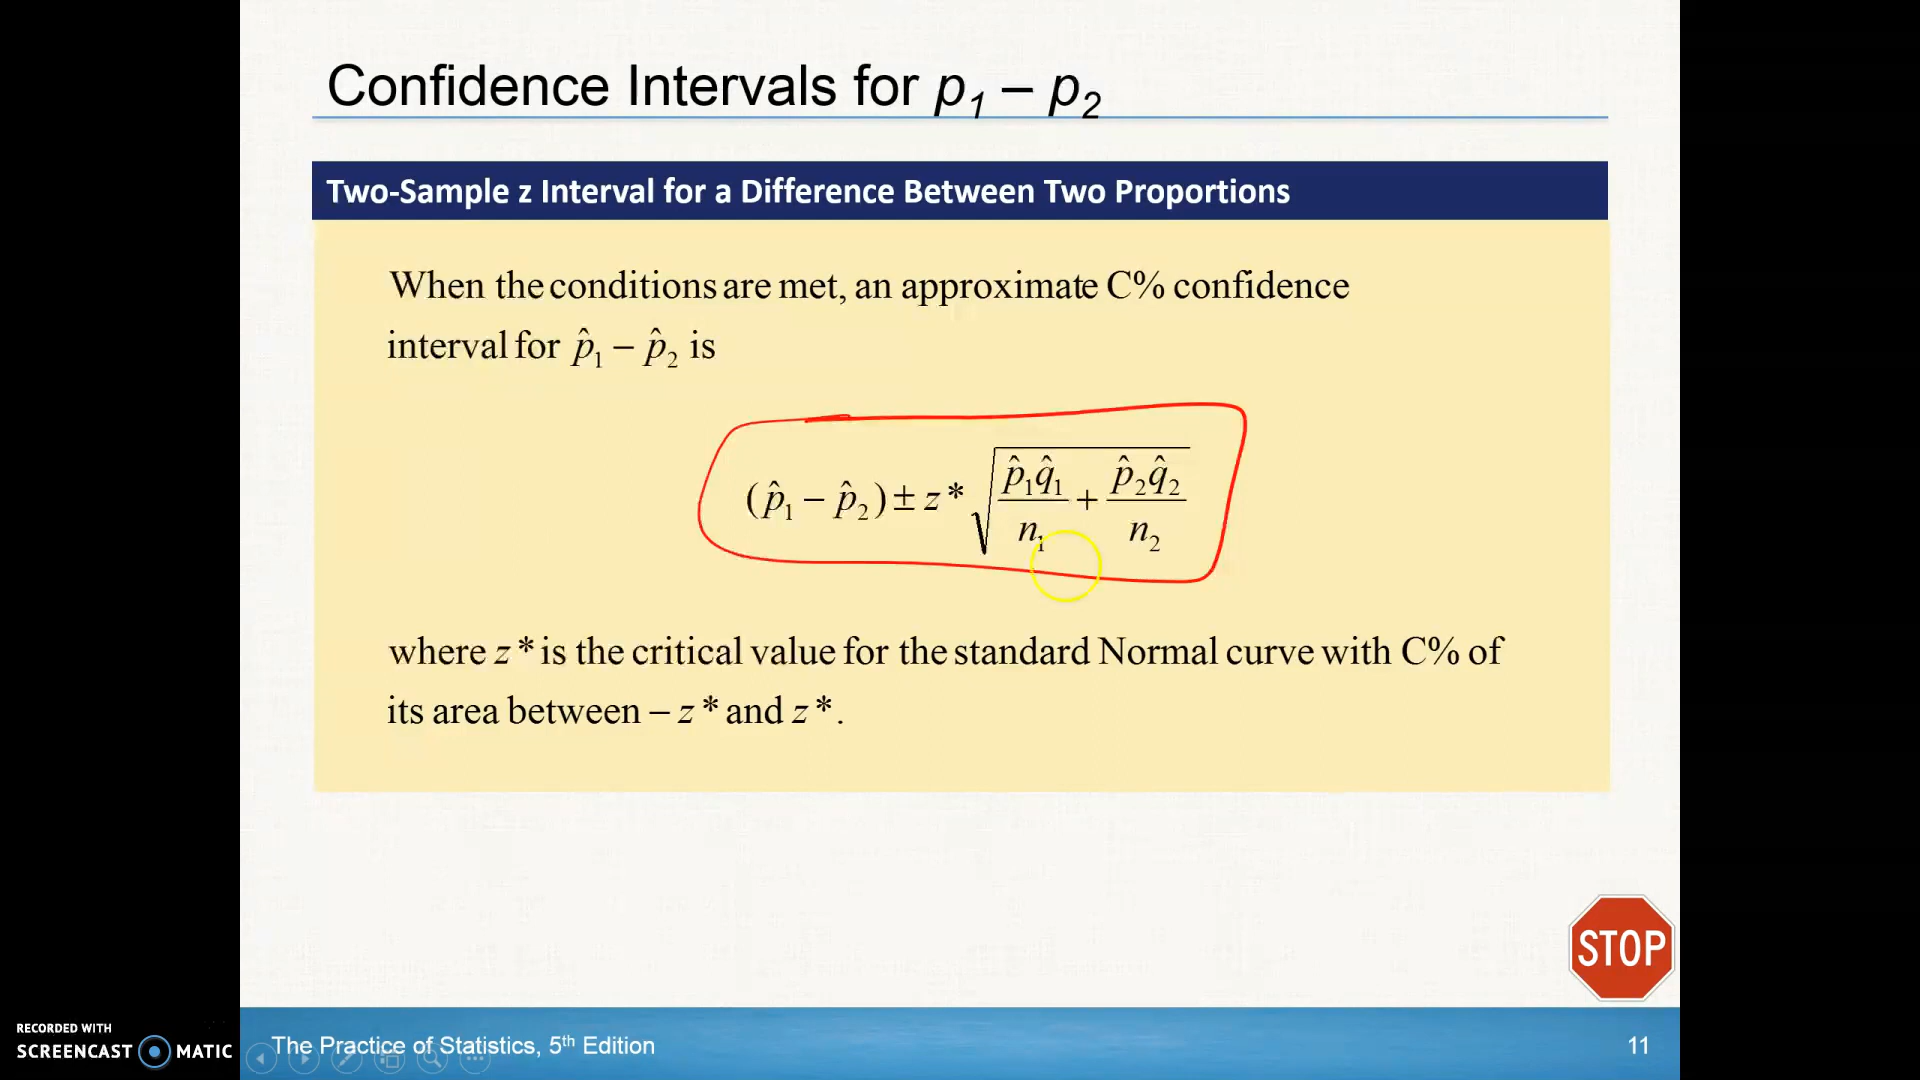 Confidence Intervals for p₁ – p₂
Two-Sample z Interval for a Difference Between Two Proportions
When the conditions are met, an approximate C% confidence
interval for p̂₁ − p̂₂ is
(p̂₁ − p̂₂) ± z * √(p̂₁q̂₁/n₁ + p̂₂q̂₂/n₂)
where z * is the critical value for the standard Normal curve with C% of
its area between − z * and z *.
STOP
RECORDED WITH
SCREENCAST MATIC
The Practice of Statistics, 5th Edition
11